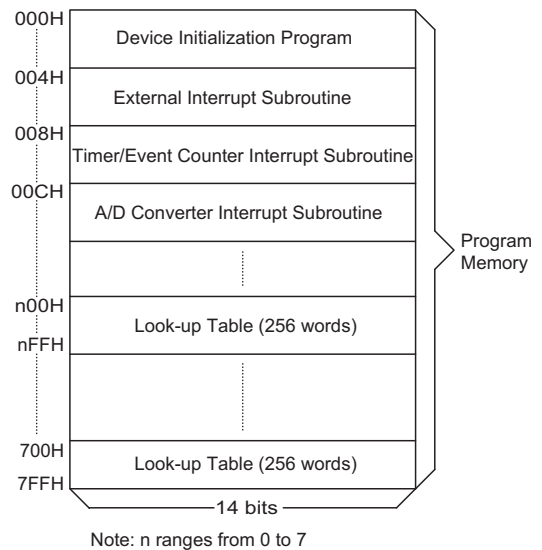 000H
Device Initialization Program
004H
External Interrupt Subroutine
008H
Timer/Event Counter Interrupt Subroutine
00CH
A/D Converter Interrupt Subroutine
Program
Memory
n00H
Look-up Table (256 words)
nFFH
700H
Look-up Table (256 words)
7FFH
14 bits
Note: n ranges from 0 to 7